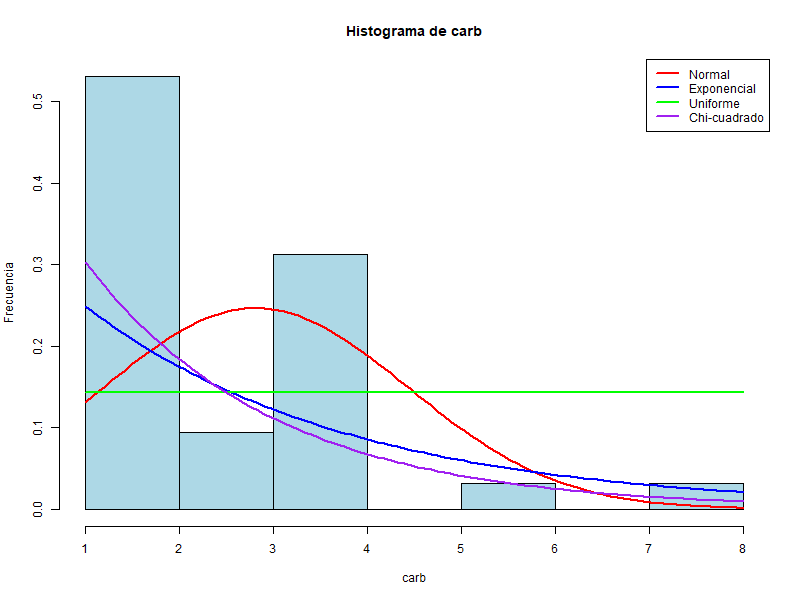 Histograma de carb
Normal
Exponencial
Uniforme
Chi-cuadrado
Frecuencia
0.5
0.4
0.3
0.2
0.1
0.0
1 2 3 4 5 6 7 8
carb